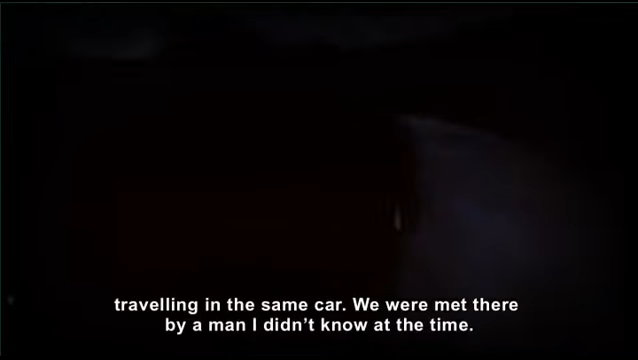 travelling in the same car. We were met there
by a man I didn't know at the time.